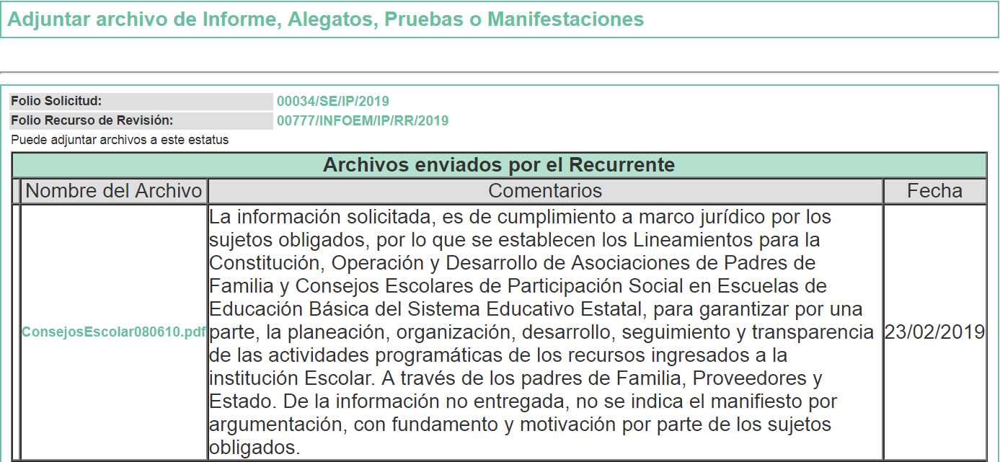 Adjuntar archivo de Informe, Alegatos, Pruebas o Manifestaciones
Folio Solicitud: 00034/SE/IP/2019
Folio Recurso de Revisión: 00777/INFOEM/IP/RR/2019
Puede adjuntar archivos a este estatus
Archivos enviados por el Recurrente
Nombre del Archivo Comentarios Fecha
La información solicitada, es de cumplimiento a marco jurídico por los
sujetos obligados, por lo que se establecen los Lineamientos para la
Constitución, Operación y Desarrollo de Asociaciones de Padres de
Familia y Consejos Escolares de Participación Social en Escuelas de
Educación Básica del Sistema Educativo Estatal, para garantizar por una
ConsejosEscolar080610.pdf parte, la planeación, organización, desarrollo, seguimiento y transparencia 23/02/2019
de las actividades programáticas de los recursos ingresados a la
institución Escolar. A través de los padres de Familia, Proveedores y
Estado. De la información no entregada, no se indica el manifiesto por
argumentación, con fundamento y motivación por parte de los sujetos
obligados.